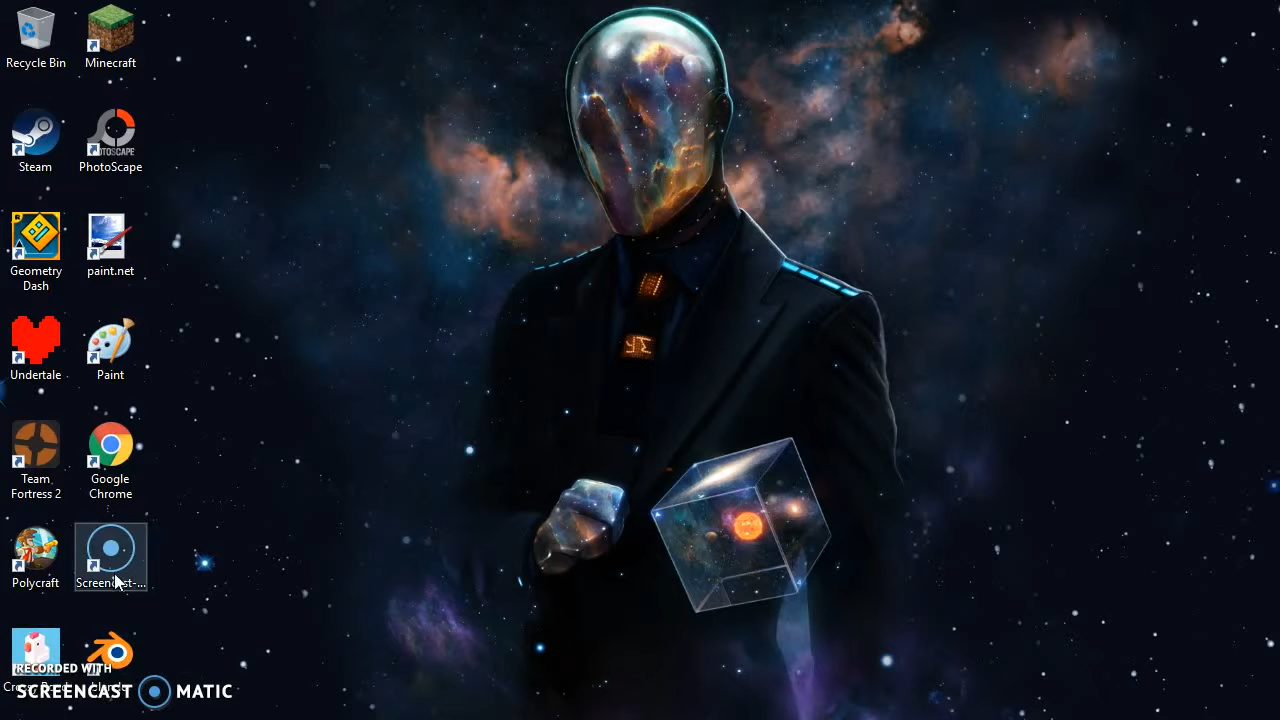 Recycle Bin
Minecraft
Steam
PhotoScape
OTOSCAPE
Geometry
Dash
paint.net
Undertale
Paint
Team
Fortress 2
Google
Chrome
Polycraft
Screencast-...
RECORDED WITH
SCREENCAST MATIC